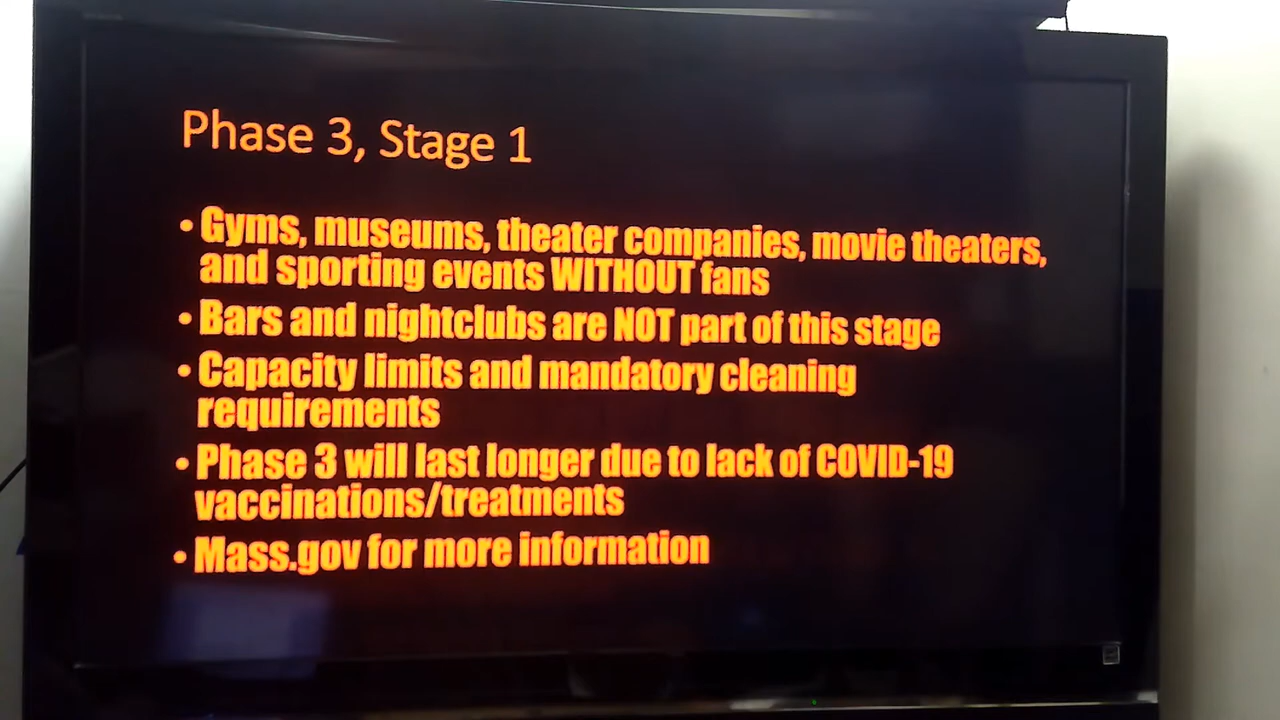 Phase 3, Stage 1
• Gyms, museums, theater companies, movie theaters,
and sporting events WITHOUT fans
• Bars and nightclubs are NOT part of this stage
• Capacity limits and mandatory cleaning
requirements
• Phase 3 will last longer due to lack of COVID-19
vaccinations/treatments
• Mass.gov for more information